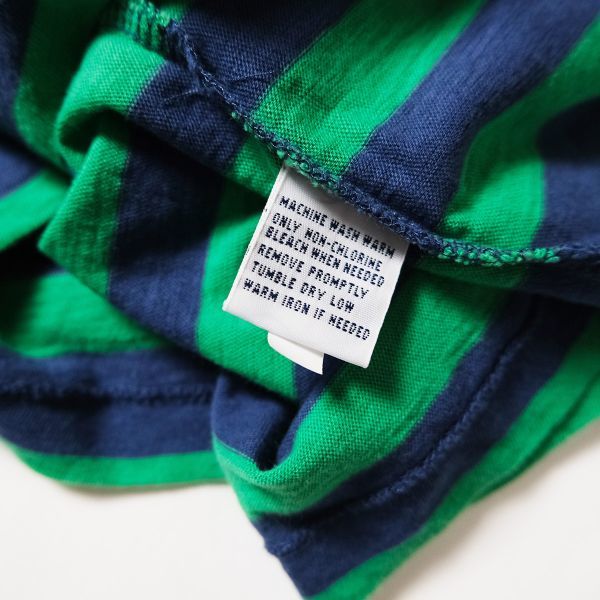 MACHINE WASH WARM
ONLY NON-CHLORINE
BLEACH WHEN NEEDED
REMOVE PROMPTLY
TUMBLE DRY LOW
WARM IRON IF NEEDED